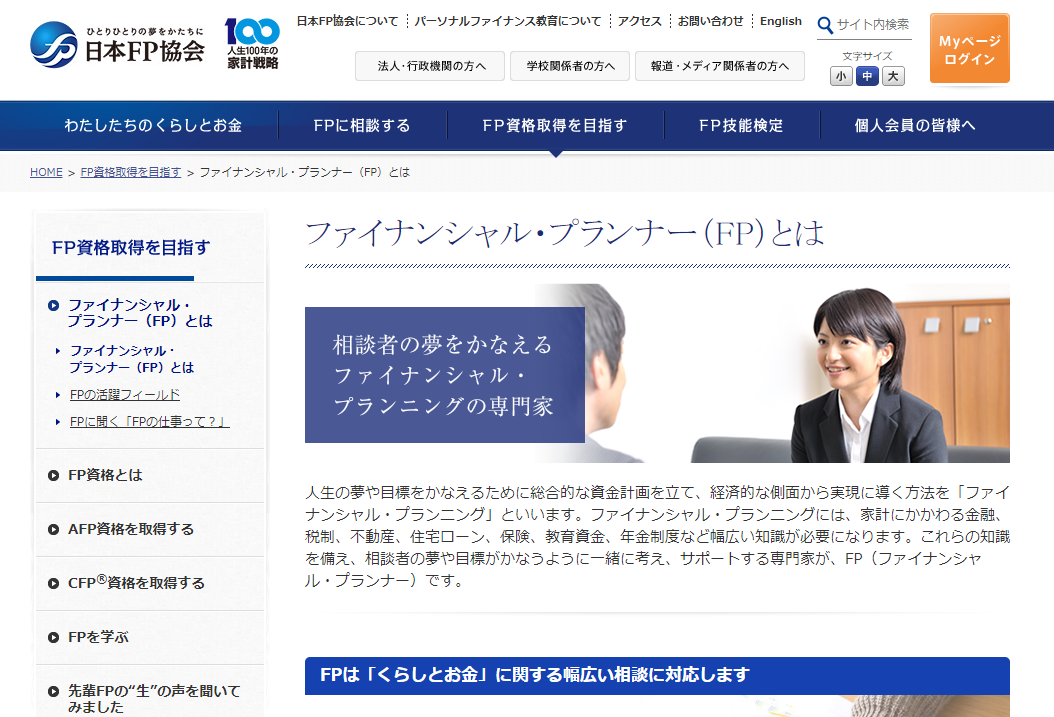 ひとりひとりの夢をかたちに
日本FP協会
100
人生100年の
家計戦略
日本FP協会について
パーソナルファイナンス教育について
アクセス
お問い合わせ
English
サイト内検索
Myページ
ログイン
法人・行政機関の方へ
学校関係者の方へ
報道・メディア関係者の方へ
文字サイズ
小 中 大
わたしたちのくらしとお金
FPに相談する
FP資格取得を目指す
FP技能検定
個人会員の皆様へ
HOME > FP資格取得を目指す > ファイナンシャル・プランナー（FP）とは
FP資格取得を目指す
ファイナンシャル・
プランナー（FP）とは
ファイナンシャル・
プランナー（FP）とは
FPの活躍フィールド
FPに聞く「FPの仕事って？」
FP資格とは
AFP資格を取得する
CFP®資格を取得する
FPを学ぶ
先輩FPの“生”の声を聞いて
みました
ファイナンシャル・プランナー（FP）とは
相談者の夢をかなえる
ファイナンシャル・
プランニングの専門家
人生の夢や目標をかなえるために総合的な資金計画を立て、経済的な側面から実現に導く方法を「ファイ
ナンシャル・プランニング」といいます。ファイナンシャル・プランニングには、家計にかかわる金融、
税制、不動産、住宅ローン、保険、教育資金、年金制度など幅広い知識が必要になります。これらの知識
を備え、相談者の夢や目標がかなうように一緒に考え、サポートする専門家が、FP（ファイナンシャ
ル・プランナー）です。
FPは「くらしとお金」に関する幅広い相談に対応します